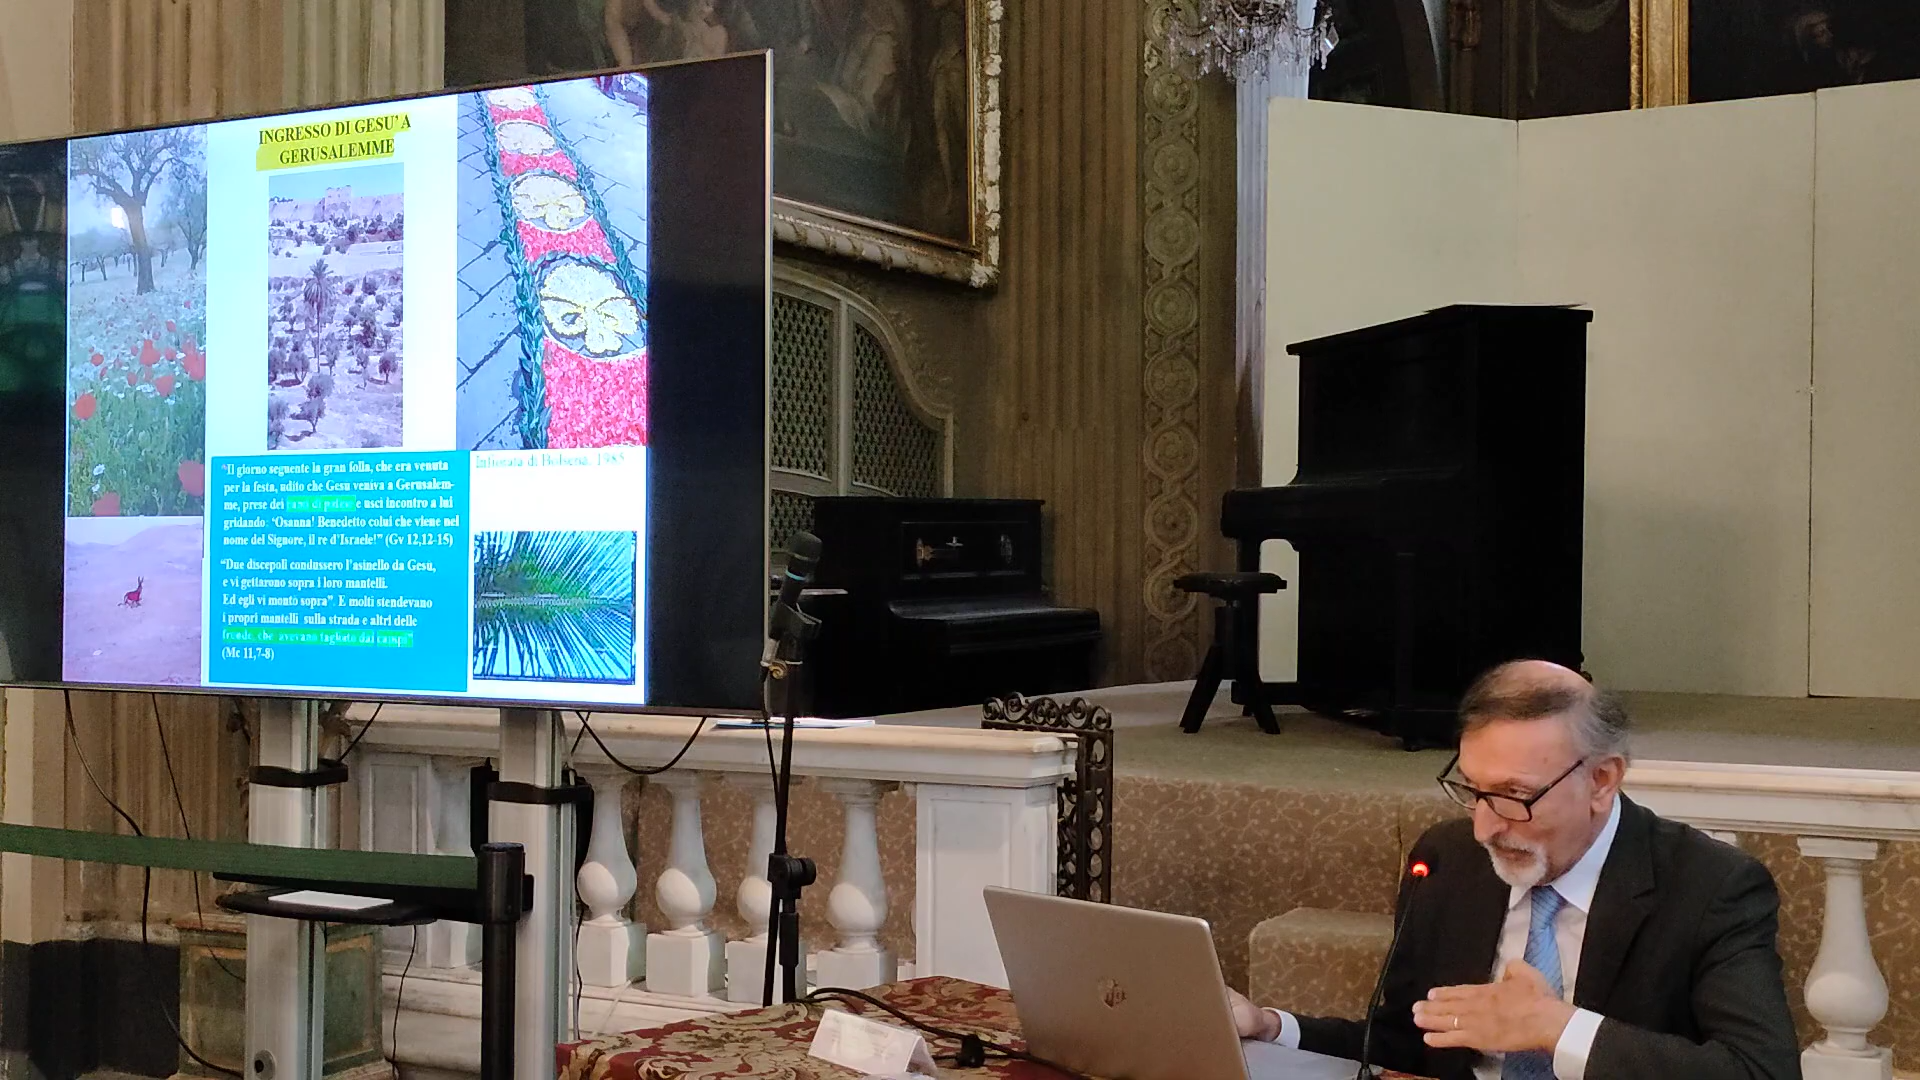 INGRESSO DI GESU' A
GERUSALEMME
Infiorata di Bolsena, 1985
"Il giorno seguente la gran folla, che era venuta
per la festa, udito che Gesù veniva a Gerusalem-
me, prese dei rami di palma e uscì incontro a lui
gridando: 'Osanna! Benedetto colui che viene nel
nome del Signore, il re d'Israele!" (Gv 12,12-15)
"Due discepoli condussero l'asinello da Gesù,
e vi gettarono sopra i loro mantelli.
Ed egli vi montò sopra". E molti stendevano
i propri mantelli sulla strada e altri delle
fronde, che avevano tagliato dai campi"
(Mc 11,7-8)